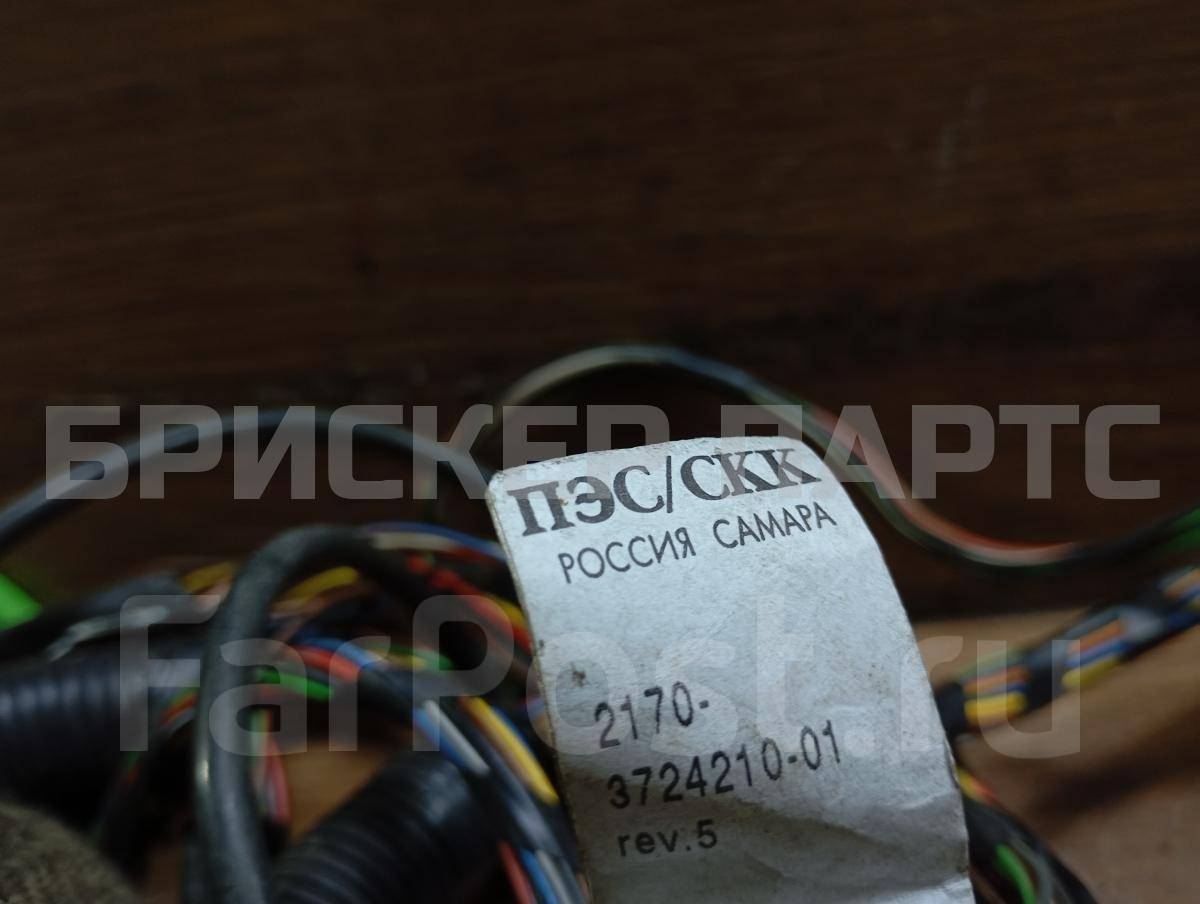 БРИСКЕР ПАРТС
ПЭС/СКК
РОССИЯ САМАРА
FarPost.ru
2170-
3724210-01
rev.5